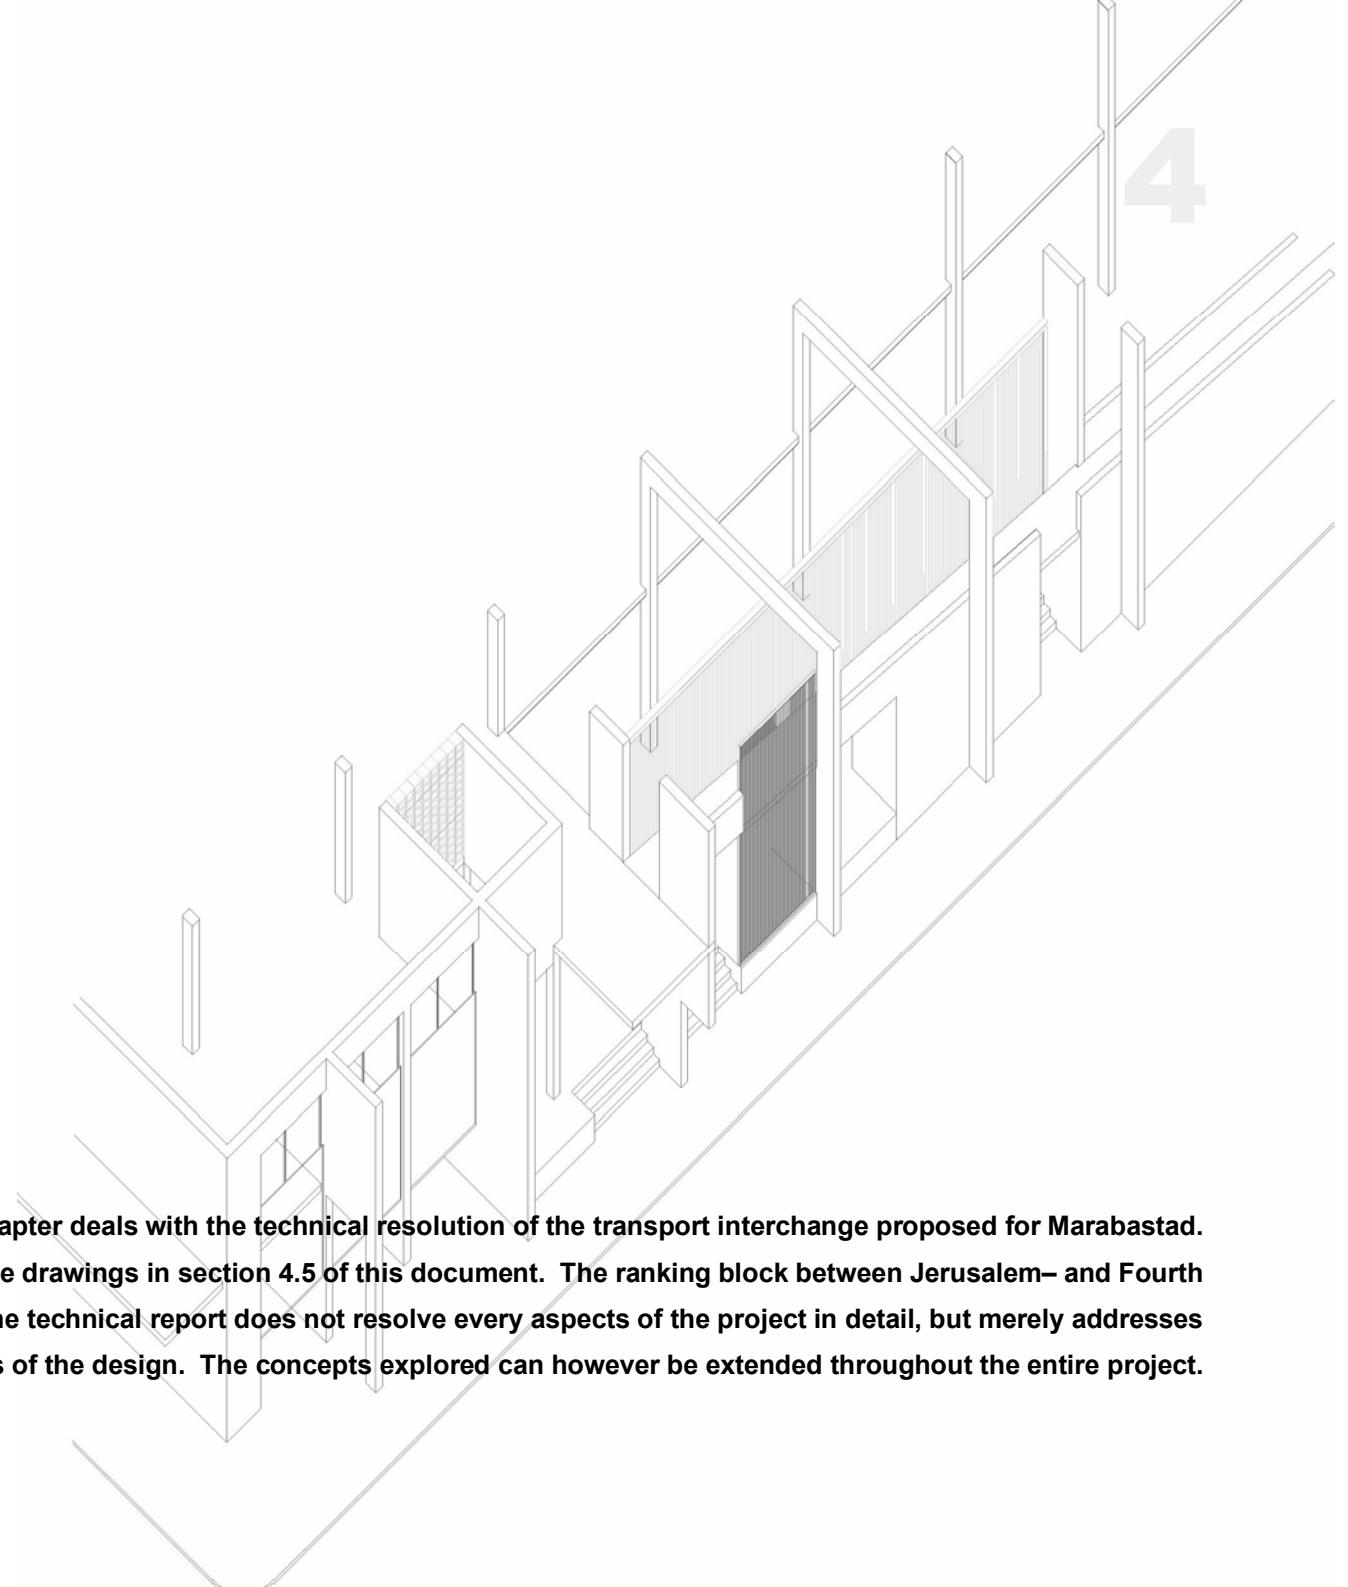 4
deals with the technical resolution of the transport interchange proposed for Marabastad.
drawings in section 4.5 of this document. The ranking block between Jerusalem– and Fourth
technical report does not resolve every aspects of the project in detail, but merely addresses
of the design. The concepts explored can however be extended throughout the entire project.